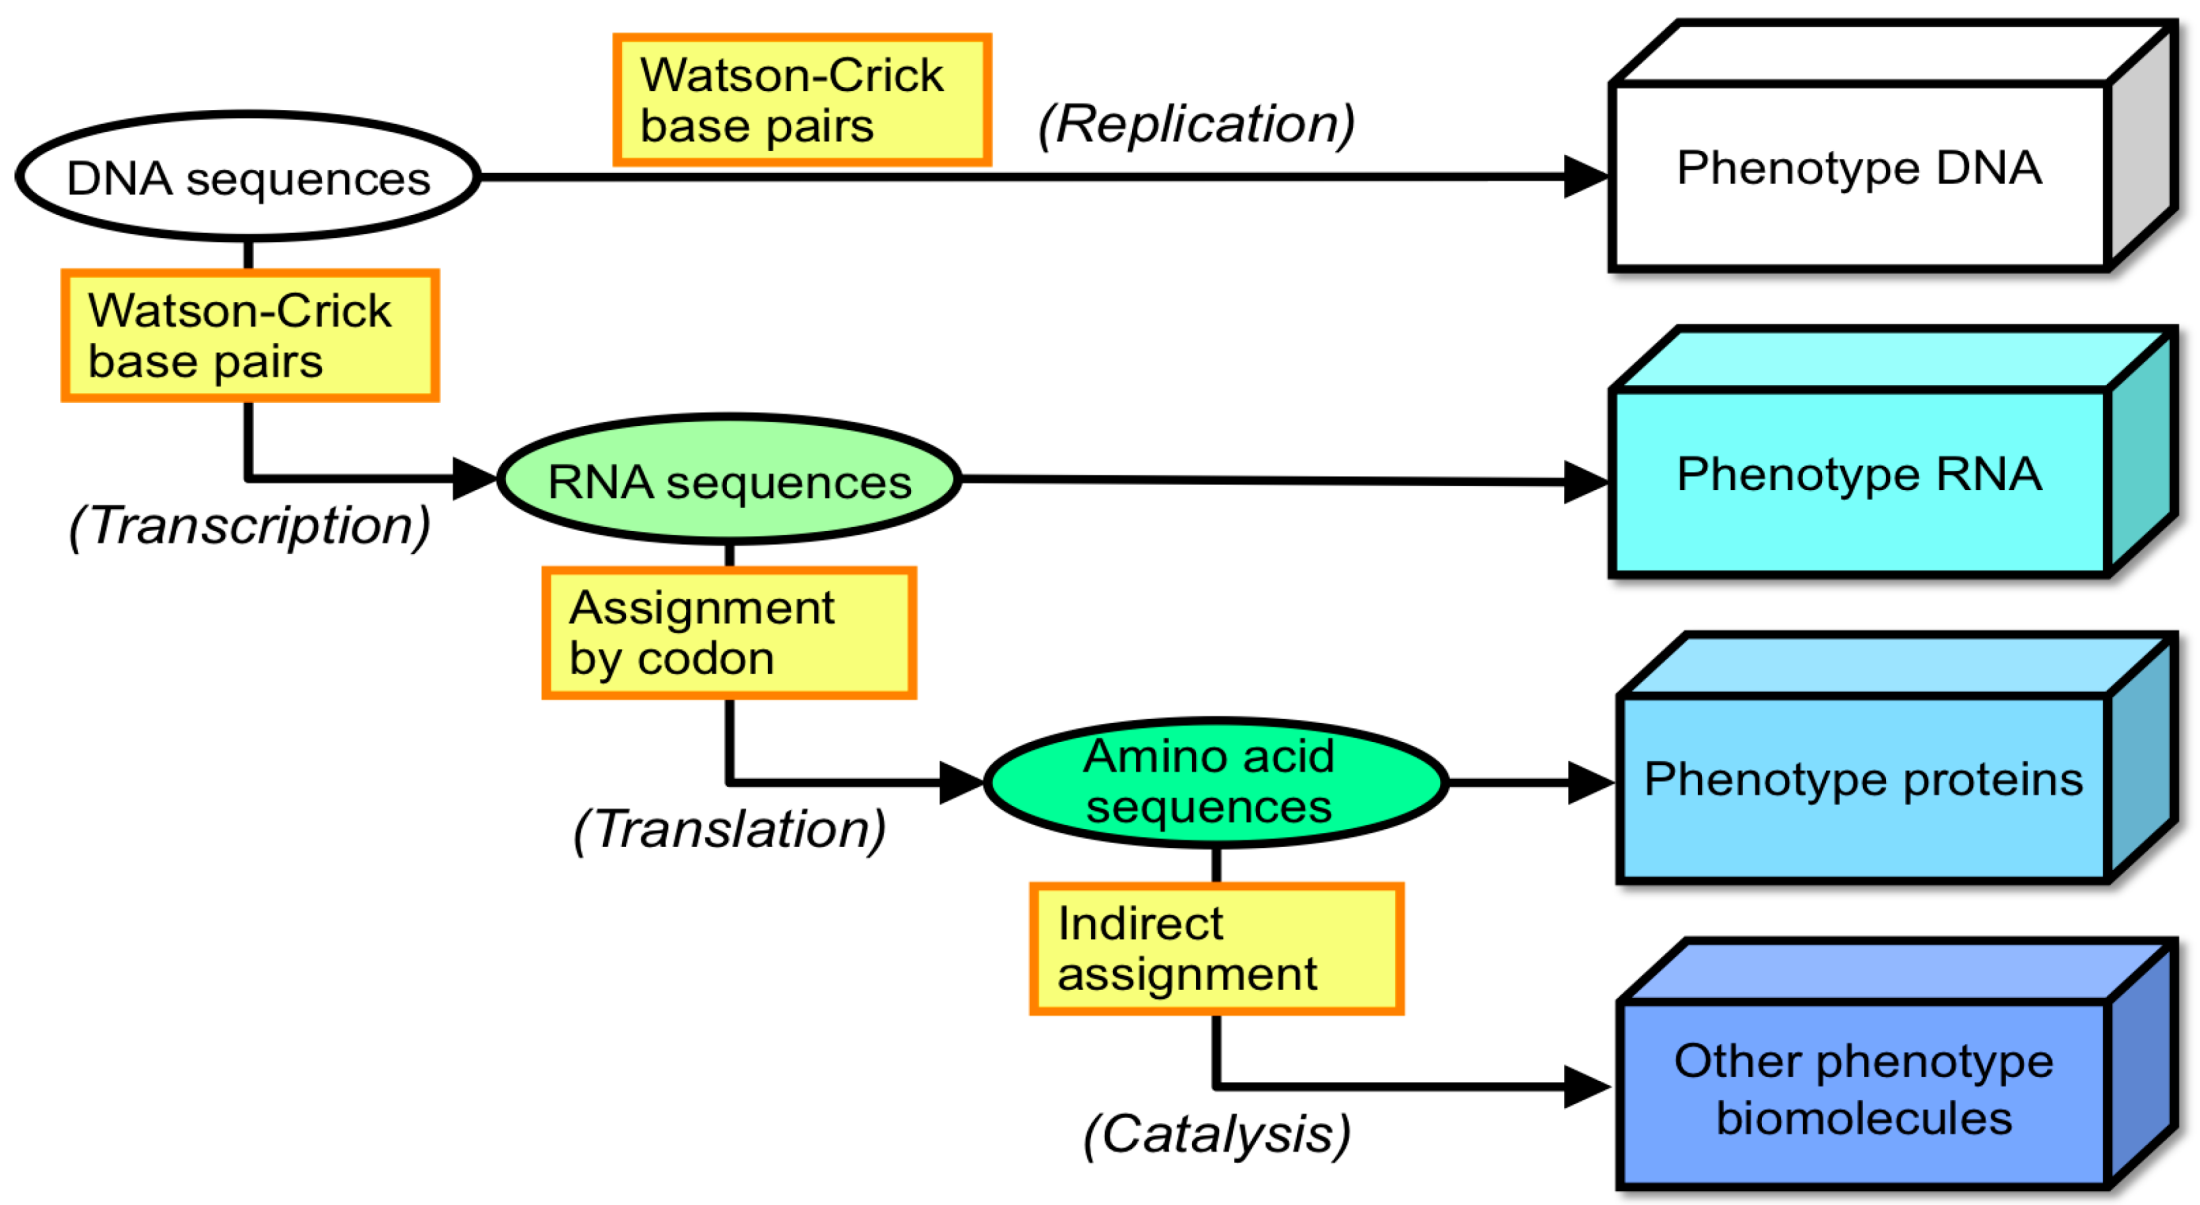 Watson-Crick
base pairs
(Replication)
DNA sequences
Phenotype DNA
Watson-Crick
base pairs
(Transcription)
RNA sequences
Phenotype RNA
Assignment
by codon
(Translation)
Amino acid
sequences
Phenotype proteins
Indirect
assignment
(Catalysis)
Other phenotype
biomolecules